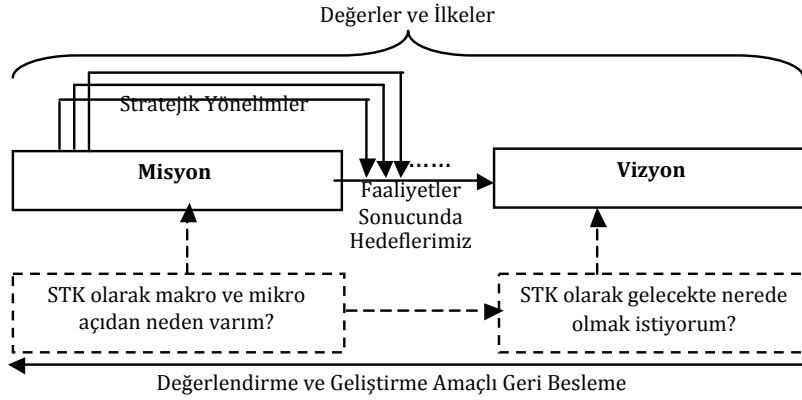 Değerler ve İlkeler
Stratejik Yönelimler
......
Misyon
Vizyon
Faaliyetler
Sonucunda
Hedeflerimiz
STK olarak makro ve mikro
açıdan neden varım?
STK olarak gelecekte nerede
olmak istiyorum?
Değerlendirme ve Geliştirme Amaçlı Geri Besleme